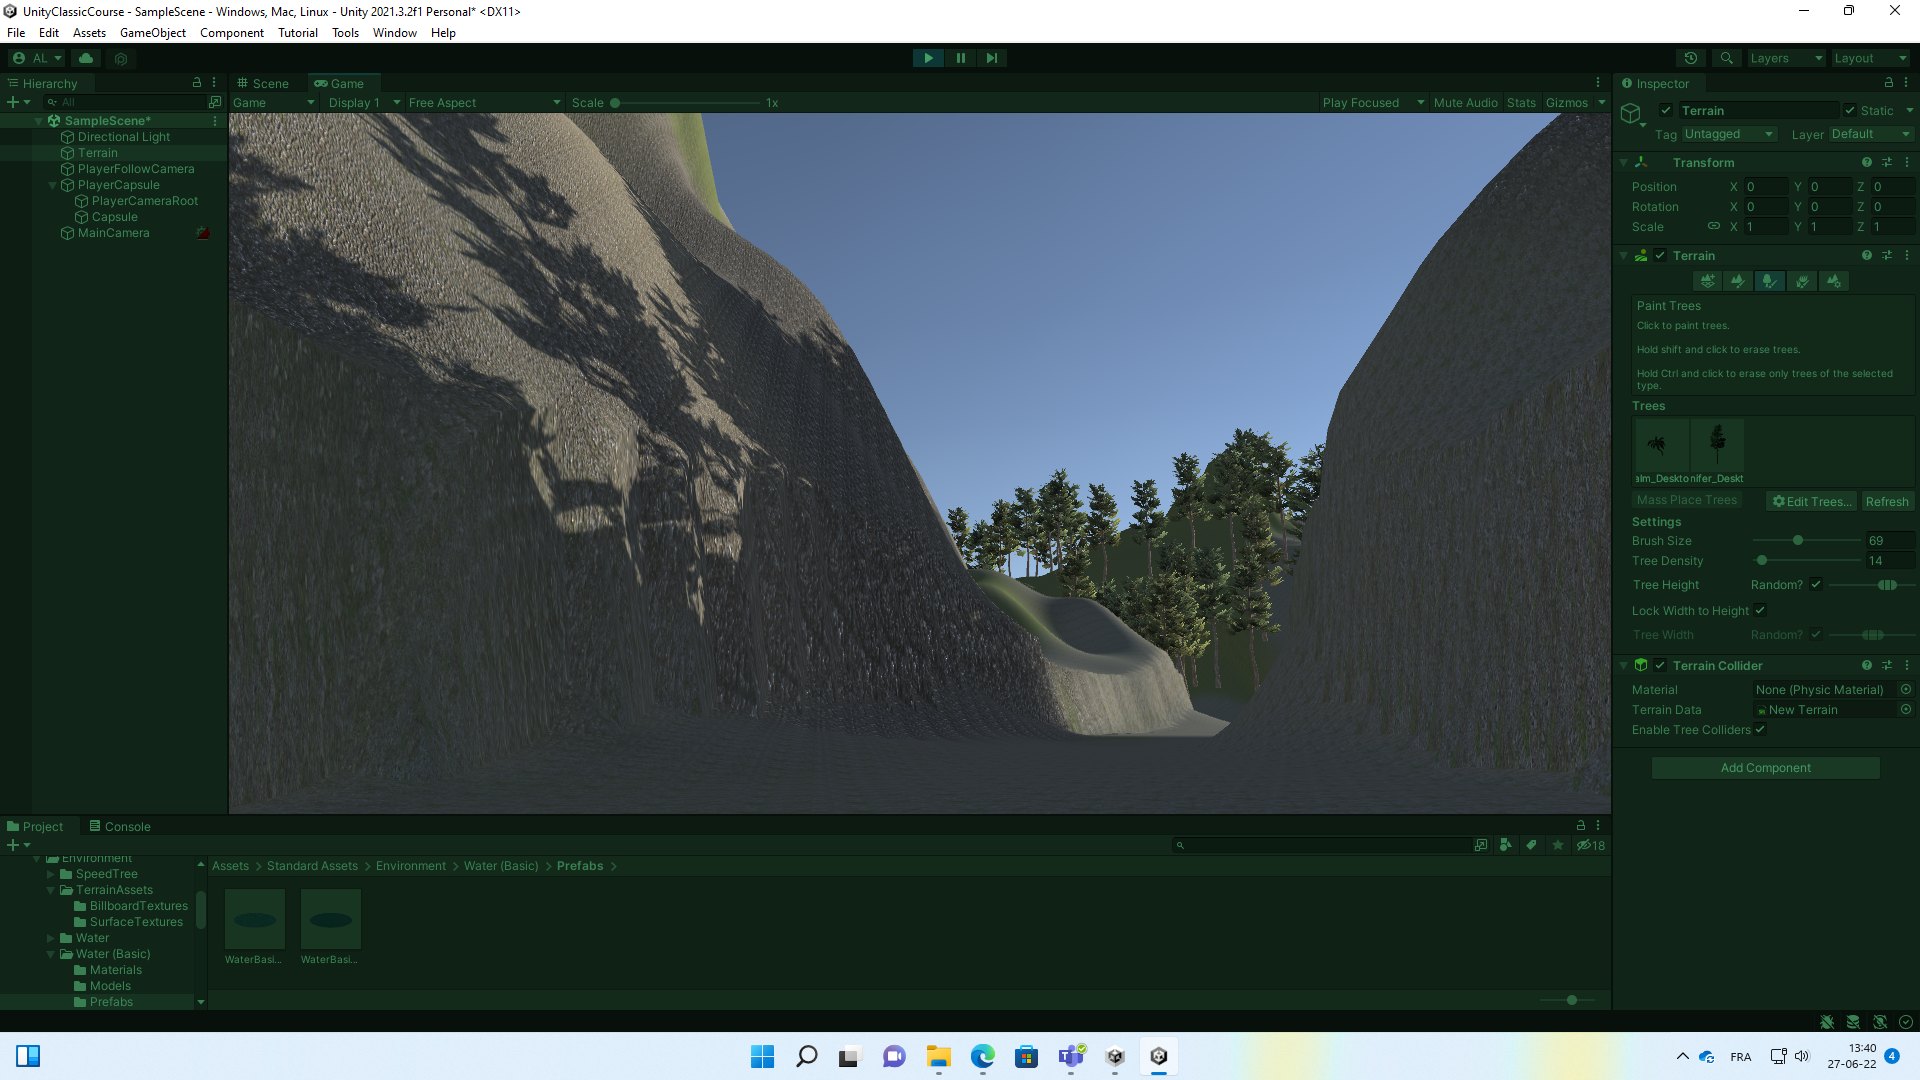 UnityClassicCourse - SampleScene - Windows, Mac, Linux - Unity 2021.3.2f1 Personal* <DX11>
File Edit Assets GameObject Component Tutorial Tools Window Help
AL Layers Layout
Hierarchy
All
SampleScene*
Directional Light
Terrain
PlayerFollowCamera
PlayerCapsule
PlayerCameraRoot
Capsule
MainCamera
Scene Game
Game Display 1 Free Aspect Scale 1x Play Focused Mute Audio Stats Gizmos
Inspector
Terrain Static
Tag Untagged Layer Default
Transform
Position X 0 Y 0 Z 0
Rotation X 0 Y 0 Z 0
Scale X 1 Y 1 Z 1
Terrain
Paint Trees
Click to paint trees.
Hold shift and click to erase trees.
Hold Ctrl and click to erase only trees of the selected
type.
Trees
alm_Deskto nifer_Deskt
Mass Place Trees Edit Trees... Refresh
Settings
Brush Size 69
Tree Density 14
Tree Height Random?
Lock Width to Height
Tree Width Random?
Terrain Collider
Material None (Physic Material)
Terrain Data New Terrain
Enable Tree Colliders
Add Component
Project Console
18
Environment
SpeedTree
TerrainAssets
BillboardTextures
SurfaceTextures
Water
Water (Basic)
Materials
Models
Prefabs
Assets > Standard Assets > Environment > Water (Basic) > Prefabs >
WaterBasi... WaterBasi...
FRA
13:40
27-06-22
4